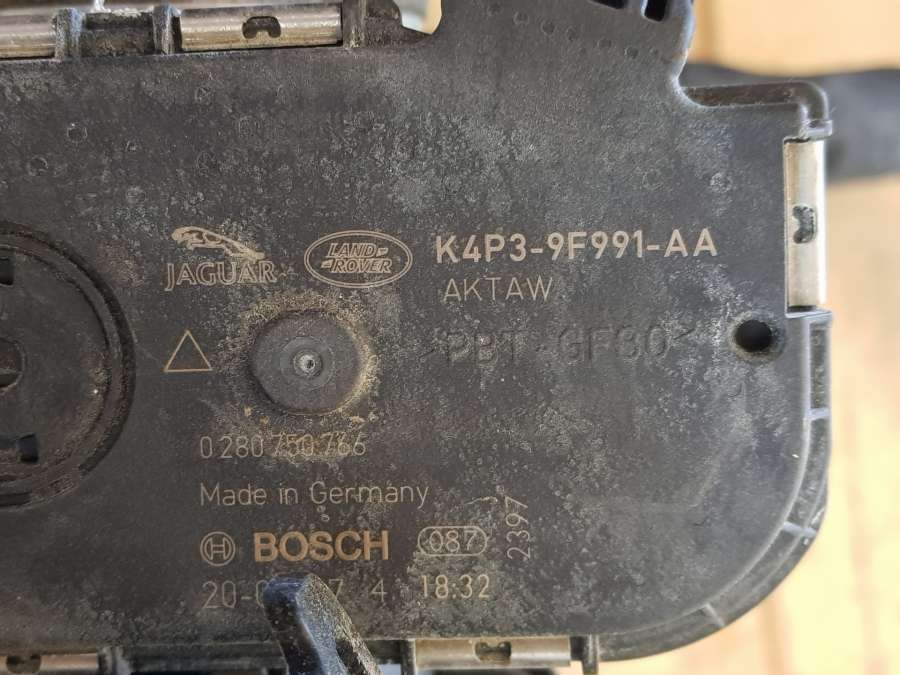 JAGUAR
LAND-
-ROVER
K4P3-9F991-AA
AKTAW
>PBT-GF30<
0 280 750 766
Made in Germany
BOSCH
087
2397
4 18:32